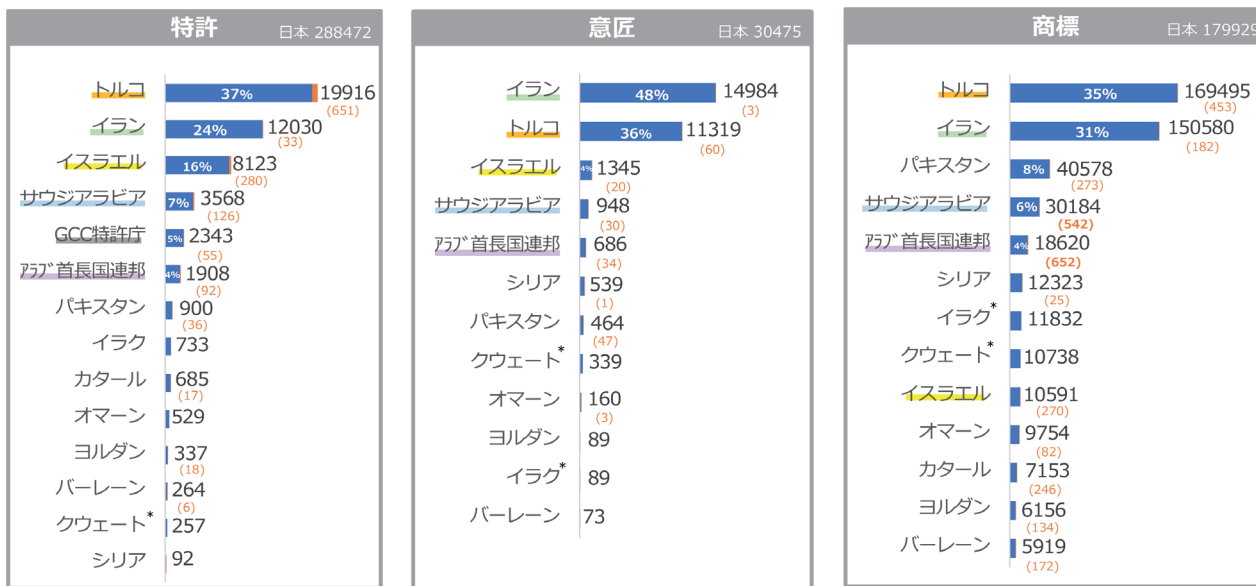 特許 日本 288472
トルコ 37% 19916
(651)
イラン 24% 12030
(33)
イスラエル 16% 8123
(280)
サウジアラビア 7% 3568
(126)
GCC特許庁 5% 2343
(55)
ｱﾗﾌﾞ首長国連邦 4% 1908
(92)
パキスタン 900
(36)
イラク 733
カタール 685
(17)
オマーン 529
ヨルダン 337
(18)
バーレーン 264
(6)
クウェート* 257
シリア 92
意匠 日本 30475
イラン 48% 14984
(3)
トルコ 36% 11319
(60)
イスラエル 4% 1345
(20)
サウジアラビア 948
(30)
ｱﾗﾌﾞ首長国連邦 686
(34)
シリア 539
(1)
パキスタン 464
(47)
クウェート* 339
オマーン 160
(3)
ヨルダン 89
イラク* 89
バーレーン 73
商標 日本 179929
トルコ 35% 169495
(453)
イラン 31% 150580
(182)
パキスタン 8% 40578
(273)
サウジアラビア 6% 30184
(542)
ｱﾗﾌﾞ首長国連邦 4% 18620
(652)
シリア 12323
(25)
イラク* 11832
クウェート* 10738
イスラエル 10591
(270)
オマーン 9754
(82)
カタール 7153
(246)
ヨルダン 6156
(134)
バーレーン 5919
(172)